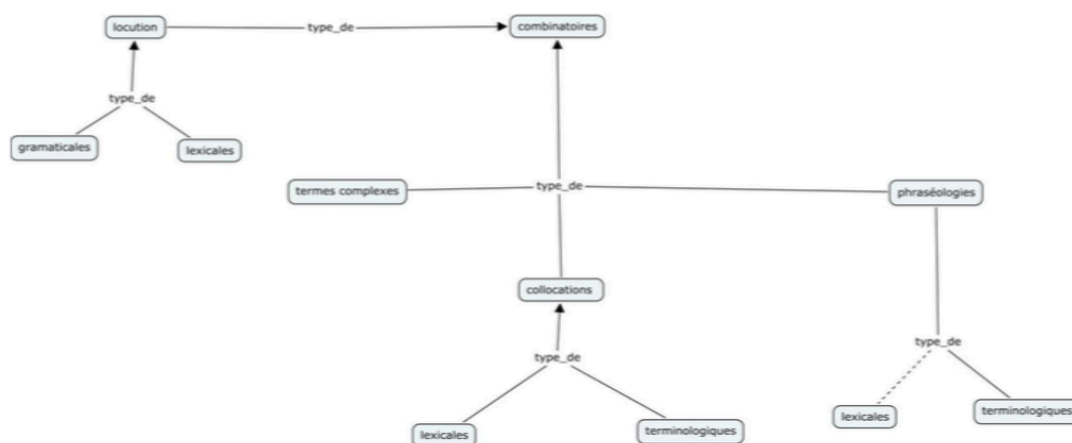 locution
type_de
combinatoires
type_de
gramaticales
lexicales
termes complexes
type_de
phraséologies
collocations
type_de
type_de
lexicales
terminologiques
lexicales
terminologiques